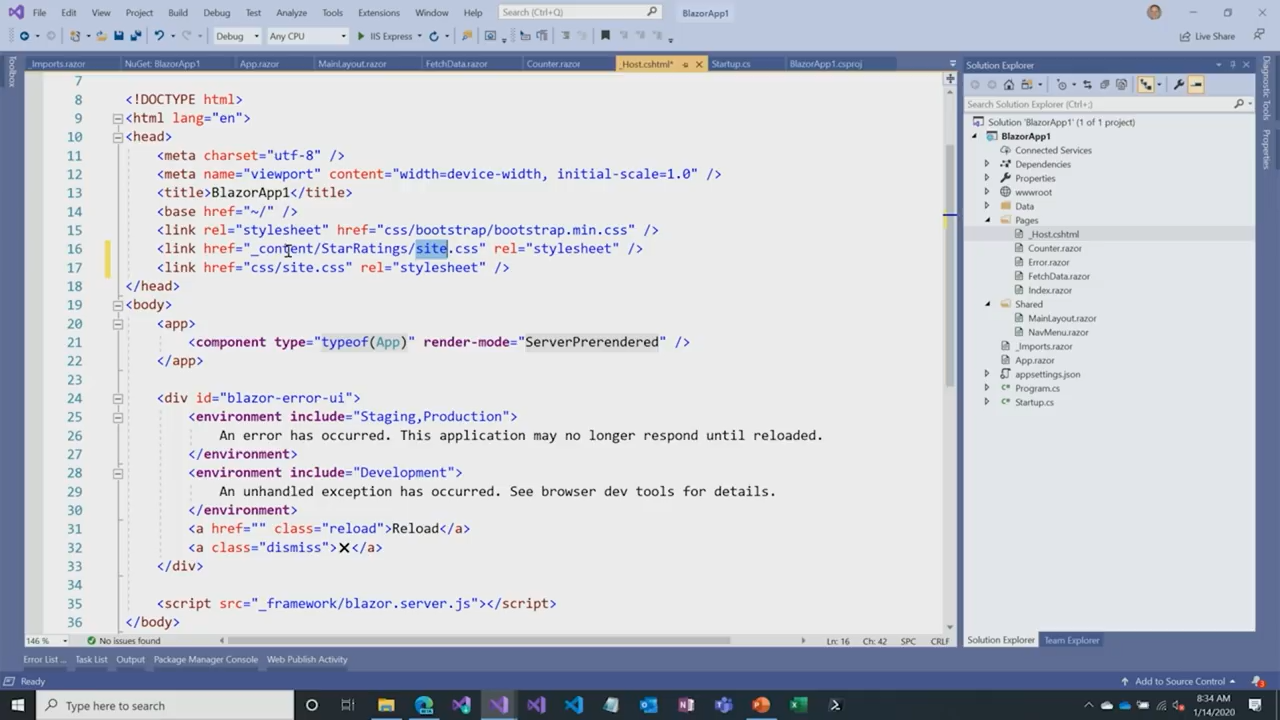 File Edit View Project Build Debug Test Analyze Tools Extensions Window Help Search (Ctrl+Q) BlazorApp1
Debug Any CPU IIS Express Live Share
_Imports.razor NuGet: BlazorApp1 App.razor MainLayout.razor FetchData.razor Counter.razor _Host.cshtml* Startup.cs BlazorApp1.csproj
Toolbox
7
8 <!DOCTYPE html>
9 <html lang="en">
10 <head>
11 <meta charset="utf-8" />
12 <meta name="viewport" content="width=device-width, initial-scale=1.0" />
13 <title>BlazorApp1</title>
14 <base href="~/" />
15 <link rel="stylesheet" href="css/bootstrap/bootstrap.min.css" />
16 <link href="_content/StarRatings/site.css" rel="stylesheet" />
17 <link href="css/site.css" rel="stylesheet" />
18 </head>
19 <body>
20 <app>
21 <component type="typeof(App)" render-mode="ServerPrerendered" />
22 </app>
23
24 <div id="blazor-error-ui">
25 <environment include="Staging,Production">
26 An error has occurred. This application may no longer respond until reloaded.
27 </environment>
28 <environment include="Development">
29 An unhandled exception has occurred. See browser dev tools for details.
30 </environment>
31 <a href="" class="reload">Reload</a>
32 <a class="dismiss">🗙</a>
33 </div>
34
35 <script src="_framework/blazor.server.js"></script>
36 </body>
146 % No issues found Ln: 16 Ch: 42 SPC CRLF
Solution Explorer
Search Solution Explorer (Ctrl+;)
Solution 'BlazorApp1' (1 of 1 project)
BlazorApp1
Connected Services
Dependencies
Properties
wwwroot
Data
Pages
_Host.cshtml
Counter.razor
Error.razor
FetchData.razor
Index.razor
Shared
MainLayout.razor
NavMenu.razor
_Imports.razor
App.razor
appsettings.json
Program.cs
Startup.cs
Solution Explorer Team Explorer
Diagnostic Tools
Properties
Error List ... Task List Output Package Manager Console Web Publish Activity
Ready Add to Source Control
Type here to search
8:34 AM
1/14/2020